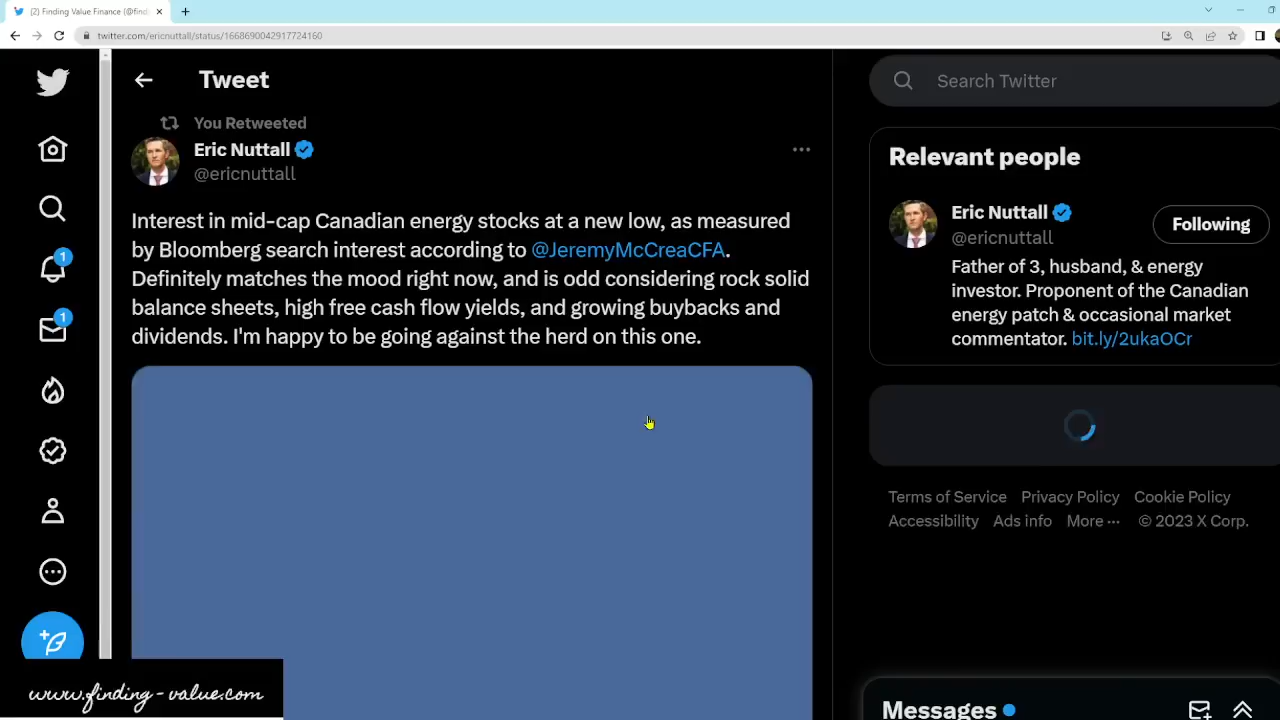 (2) Finding Value Finance (@find
twitter.com/ericnuttall/status/1668690042917724160
Tweet
You Retweeted
Eric Nuttall
@ericnuttall
Interest in mid-cap Canadian energy stocks at a new low, as measured
by Bloomberg search interest according to @JeremyMcCreaCFA.
Definitely matches the mood right now, and is odd considering rock solid
balance sheets, high free cash flow yields, and growing buybacks and
dividends. I'm happy to be going against the herd on this one.
1
1
www.finding-value.com
Search Twitter
Relevant people
Eric Nuttall
@ericnuttall
Following
Father of 3, husband, & energy
investor. Proponent of the Canadian
energy patch & occasional market
commentator. bit.ly/2ukaOCr
Terms of Service Privacy Policy Cookie Policy
Accessibility Ads info More ··· © 2023 X Corp.
Messages